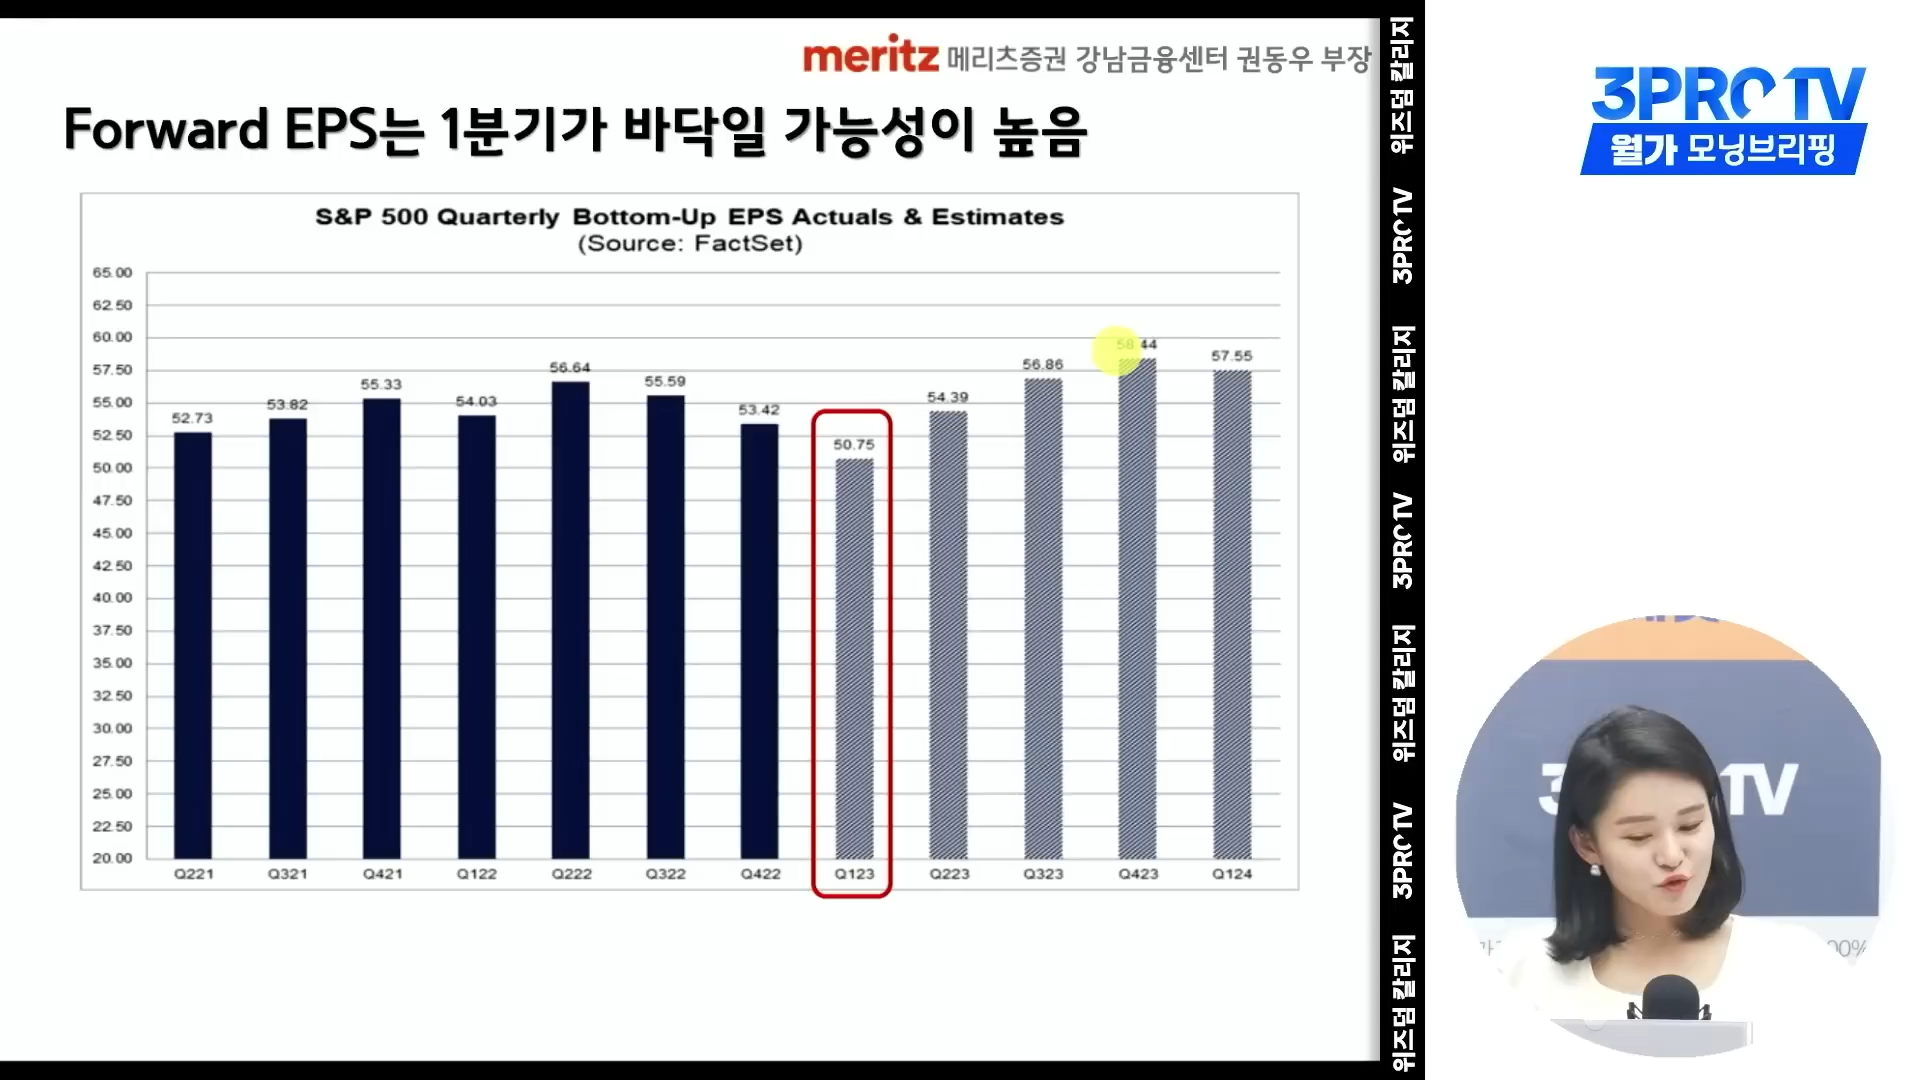 meritz 메리츠증권 강남금융센터 권동우 부장
Forward EPS는 1분기가 바닥일 가능성이 높음
S&P 500 Quarterly Bottom-Up EPS Actuals & Estimates
(Source: FactSet)
65.00
62.50
60.00
57.50
55.00
52.50
50.00
47.50
45.00
42.50
40.00
37.50
35.00
32.50
30.00
27.50
25.00
22.50
20.00
52.73
53.82
55.33
54.03
56.64
55.59
53.42
50.75
54.39
56.86
58.44
57.55
Q221
Q321
Q421
Q122
Q222
Q322
Q422
Q123
Q223
Q323
Q423
Q124
위즈덤 칼리지
3PROTV
위즈덤 칼리지
3PROTV
위즈덤 칼리지
3PROTV
위즈덤 칼리지
3PROTV
월가 모닝브리핑
3 TV
00%